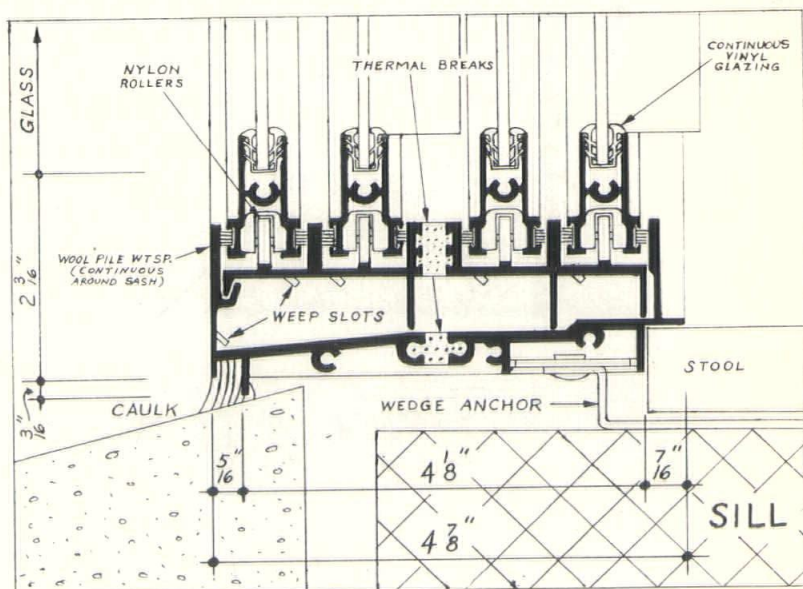 GLASS
NYLON
ROLLERS
THERMAL BREAKS
CONTINUOUS
VINYL
GLAZING
WOOL PILE WTSP.
(CONTINUOUS
AROUND SASH)
2 3/16"
WEEP SLOTS
STOOL
3/16"
CAULK
WEDGE ANCHOR
5/16"
4 1/8"
7/16"
SILL
4 7/8"